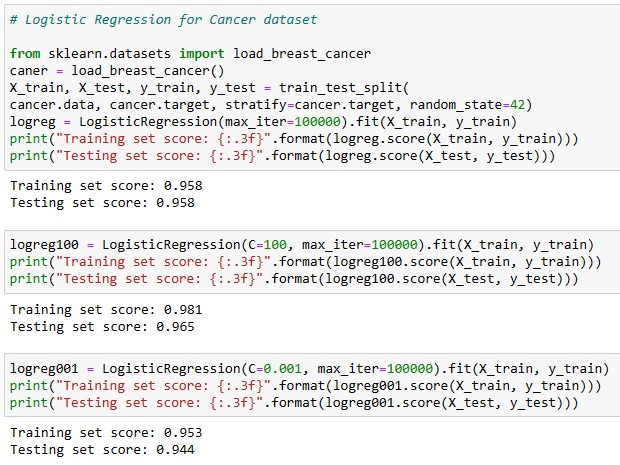 # Logistic Regression for Cancer dataset
from sklearn.datasets import load_breast_cancer
caner = load_breast_cancer()
X_train, X_test, y_train, y_test = train_test_split(
cancer.data, cancer.target, stratify=cancer.target, random_state=42)
logreg = LogisticRegression(max_iter=100000).fit(X_train, y_train)
print("Training set score: {:.3f}".format(logreg.score(X_train, y_train)))
print("Testing set score: {:.3f}".format(logreg.score(X_test, y_test)))
Training set score: 0.958
Testing set score: 0.958
logreg100 = LogisticRegression(C=100, max_iter=100000).fit(X_train, y_train)
print("Training set score: {:.3f}".format(logreg100.score(X_train, y_train)))
print("Testing set score: {:.3f}".format(logreg100.score(X_test, y_test)))
Training set score: 0.981
Testing set score: 0.965
logreg001 = LogisticRegression(C=0.001, max_iter=100000).fit(X_train, y_train)
print("Training set score: {:.3f}".format(logreg001.score(X_train, y_train)))
print("Testing set score: {:.3f}".format(logreg001.score(X_test, y_test)))
Training set score: 0.953
Testing set score: 0.944